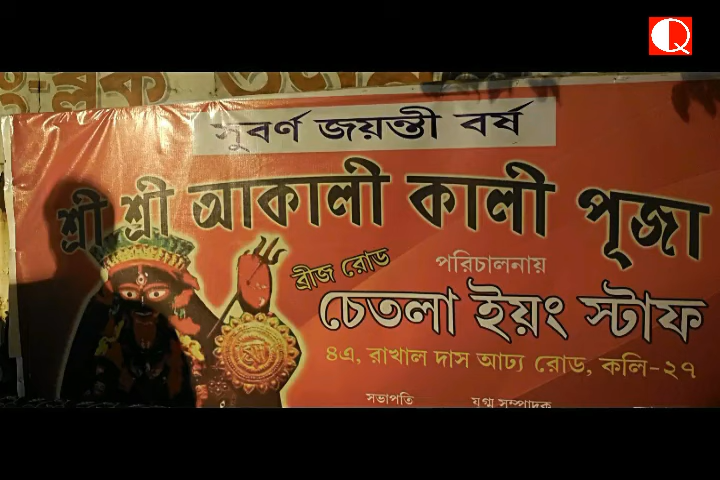 Q
সুবর্ণ জয়ন্তী বর্ষ
শ্রী শ্রী আকালী কালী পূজা
ব্রীজ রোড
পরিচালনায়
চেতলা ইয়ং স্টাফ
৪এ, রাখাল দাস আঢ্য রোড, কলি-২৭
সভাপতি যুগ্ম সম্পাদক